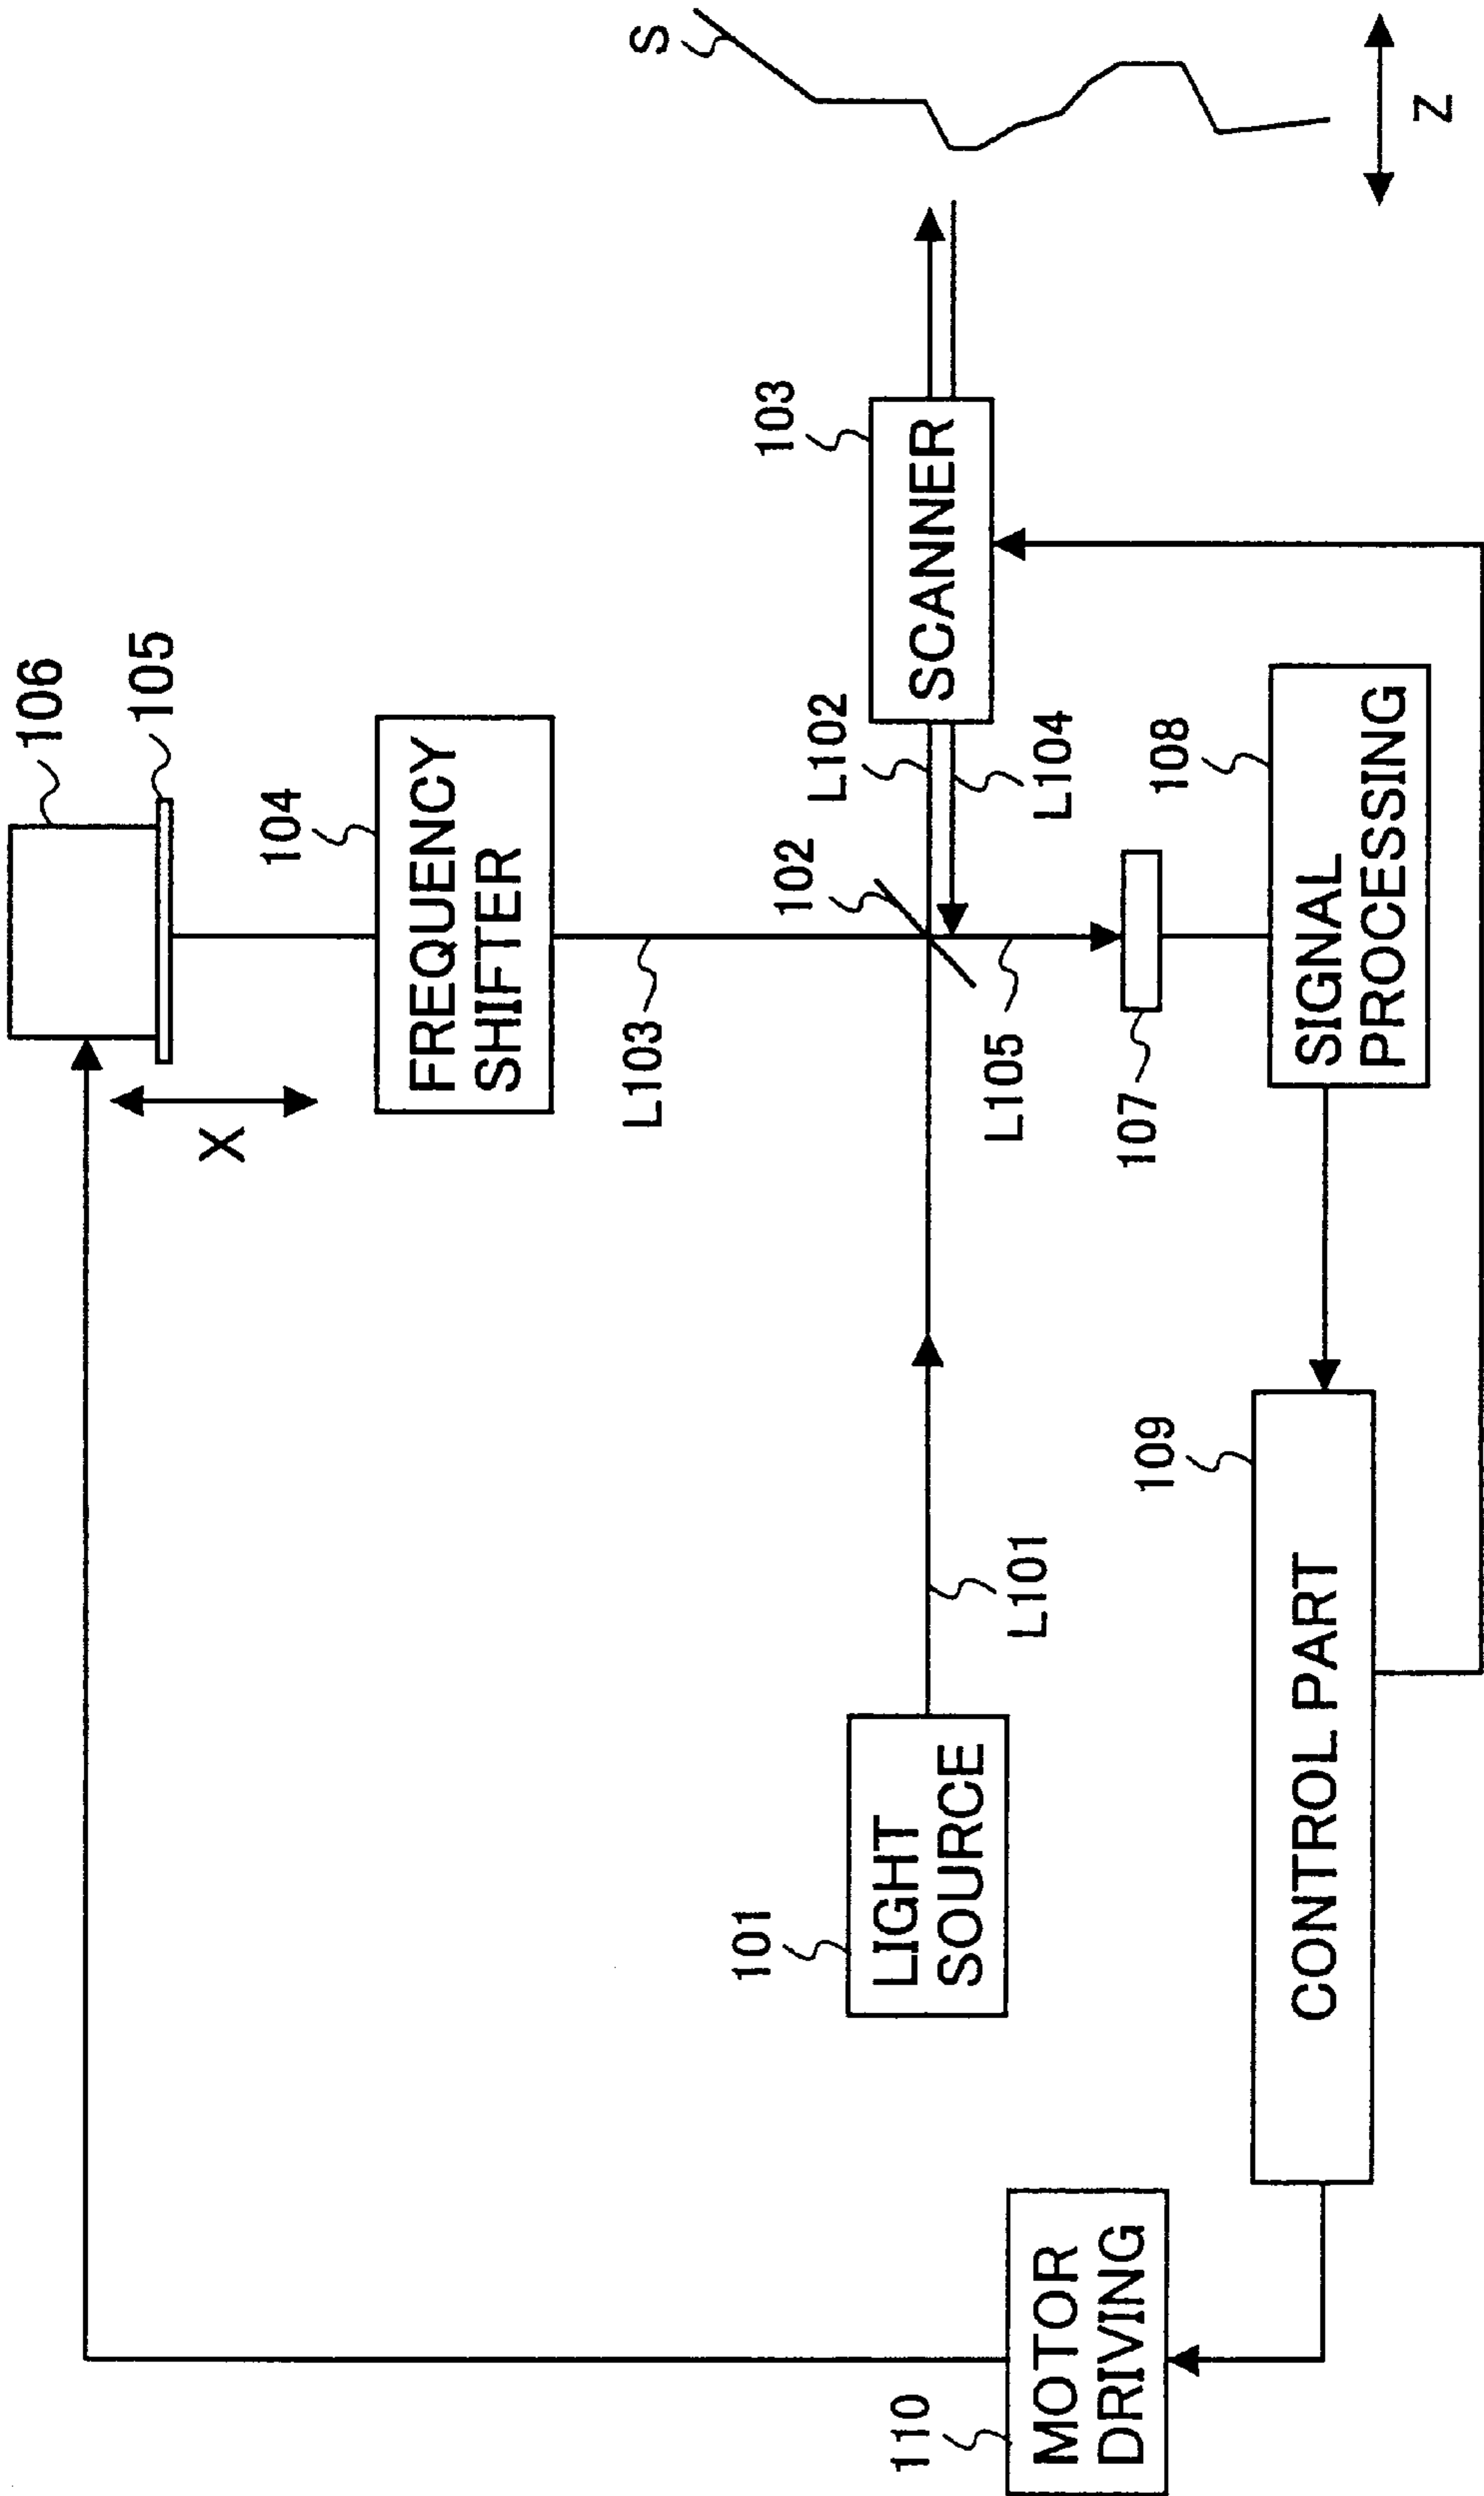 106
105
X
104
FREQUENCY
SHIFTER
L103
S
103
SCANNER
L102
102
L104
L105
L101
101
LIGHT
SOURCE
107
108
SIGNAL
PROCESSING
Z
109
CONTROL PART
110
MOTOR
DRIVING